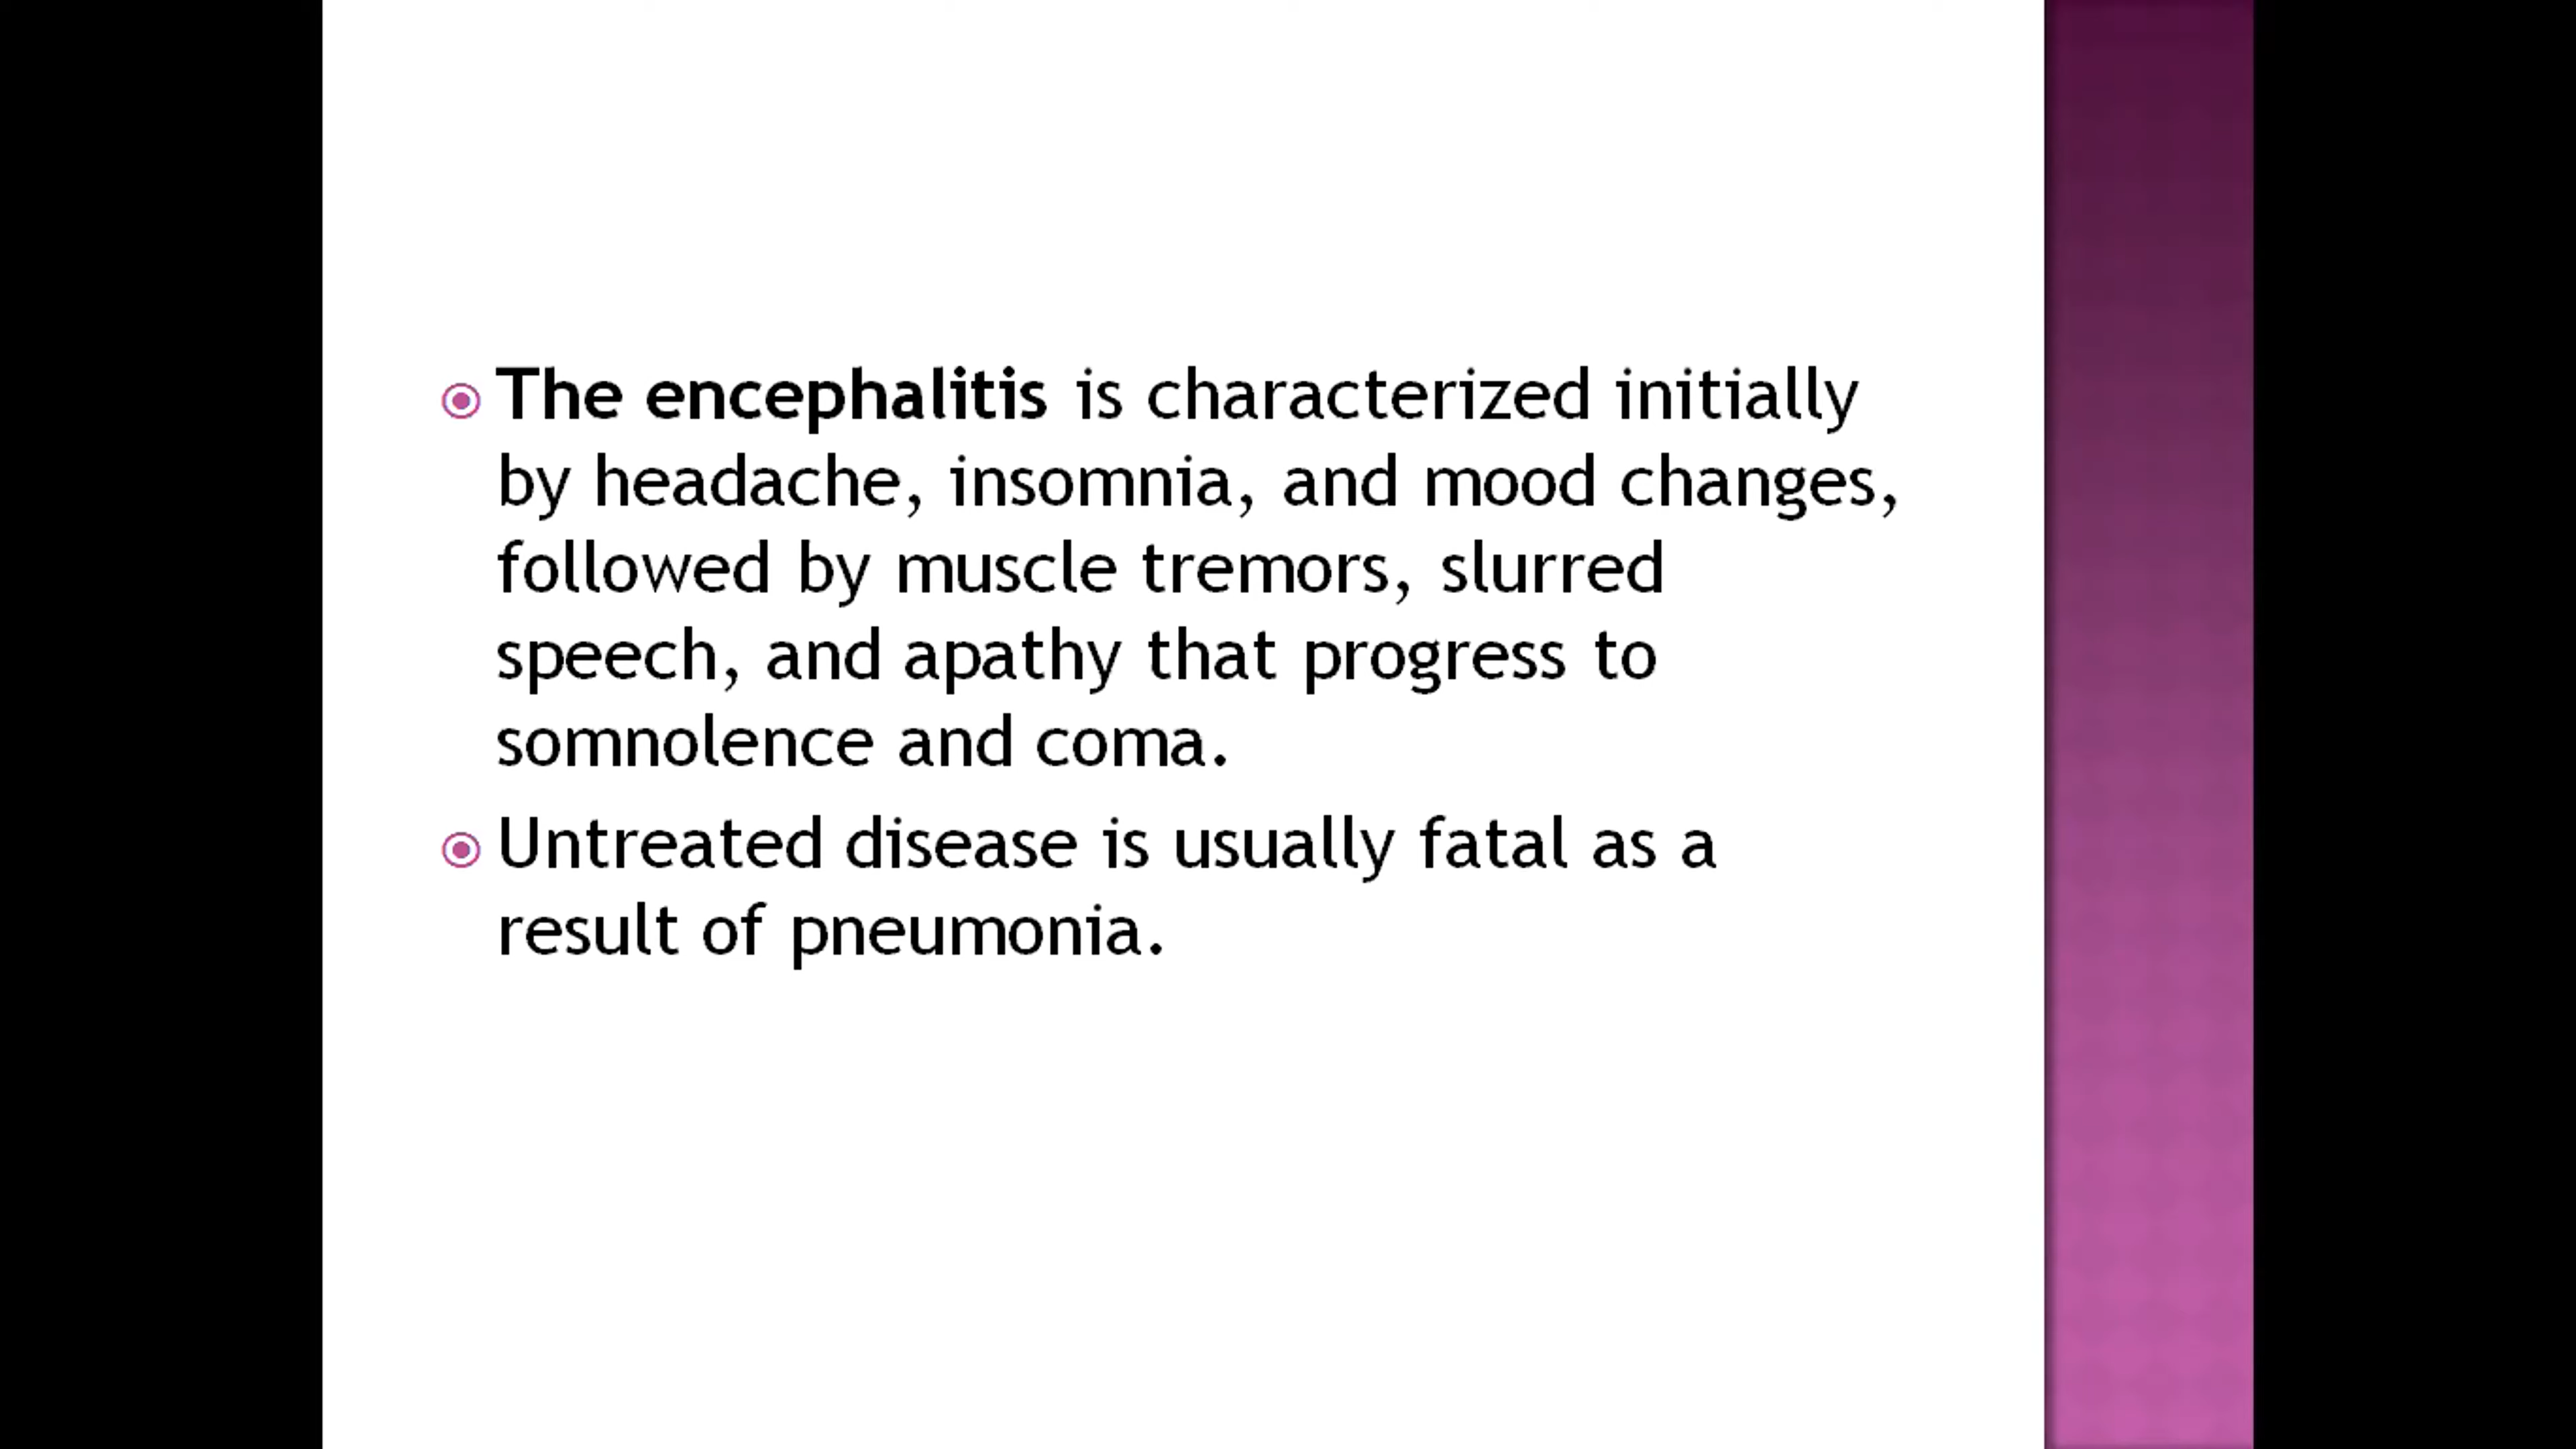 The encephalitis is characterized initially
by headache, insomnia, and mood changes,
followed by muscle tremors, slurred
speech, and apathy that progress to
somnolence and coma.
Untreated disease is usually fatal as a
result of pneumonia.